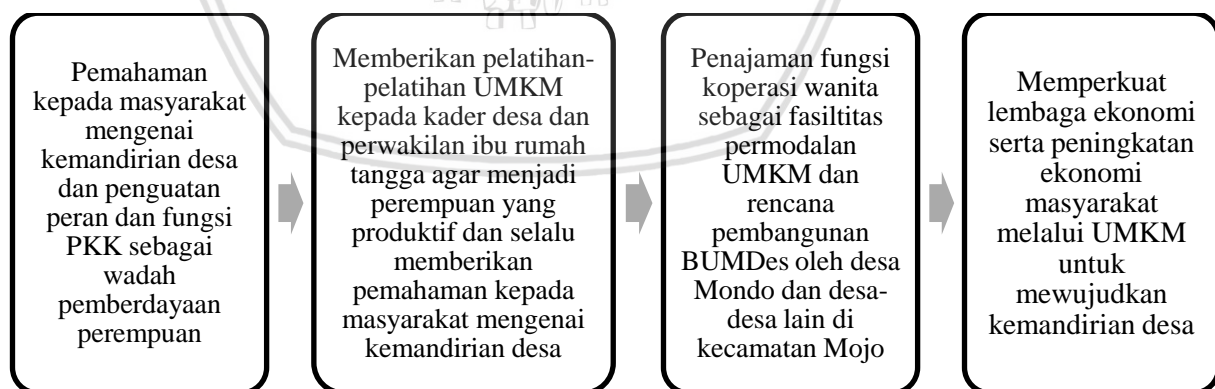 Pemahaman
kepada masyarakat
mengenai
kemandirian desa
dan penguatan
peran dan fungsi
PKK sebagai
wadah
pemberdayaan
perempuan
Memberikan pelatihan-
pelatihan UMKM
kepada kader desa dan
perwakilan ibu rumah
tangga agar menjadi
perempuan yang
produktif dan selalu
memberikan
pemahaman kepada
masyarakat mengenai
kemandirian desa
Penajaman fungsi
koperasi wanita
sebagai fasiltitas
permodalan
UMKM dan
rencana
pembangunan
BUMDes oleh desa
Mondo dan desa-
desa lain di
kecamatan Mojo
Memperkuat
lembaga ekonomi
serta peningkatan
ekonomi
masyarakat
melalui UMKM
untuk
mewujudkan
kemandirian desa